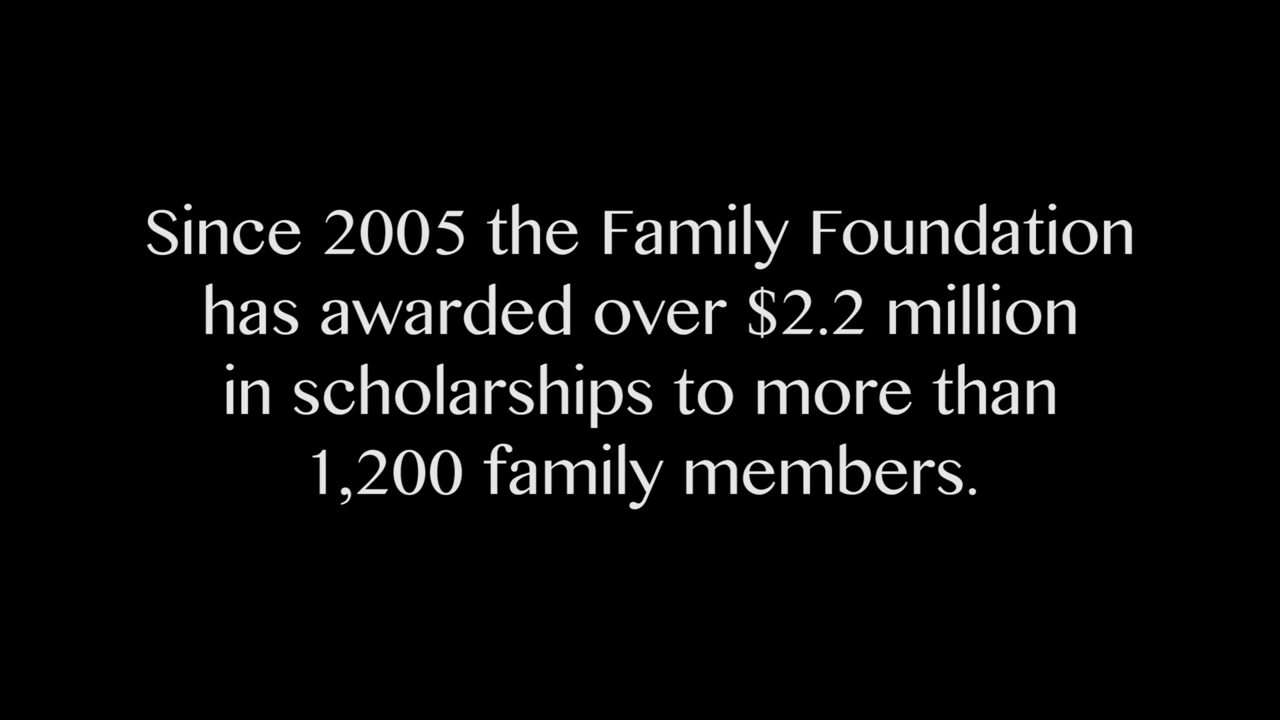 Since 2005 the Family Foundation
has awarded over $2.2 million
in scholarships to more than
1,200 family members.